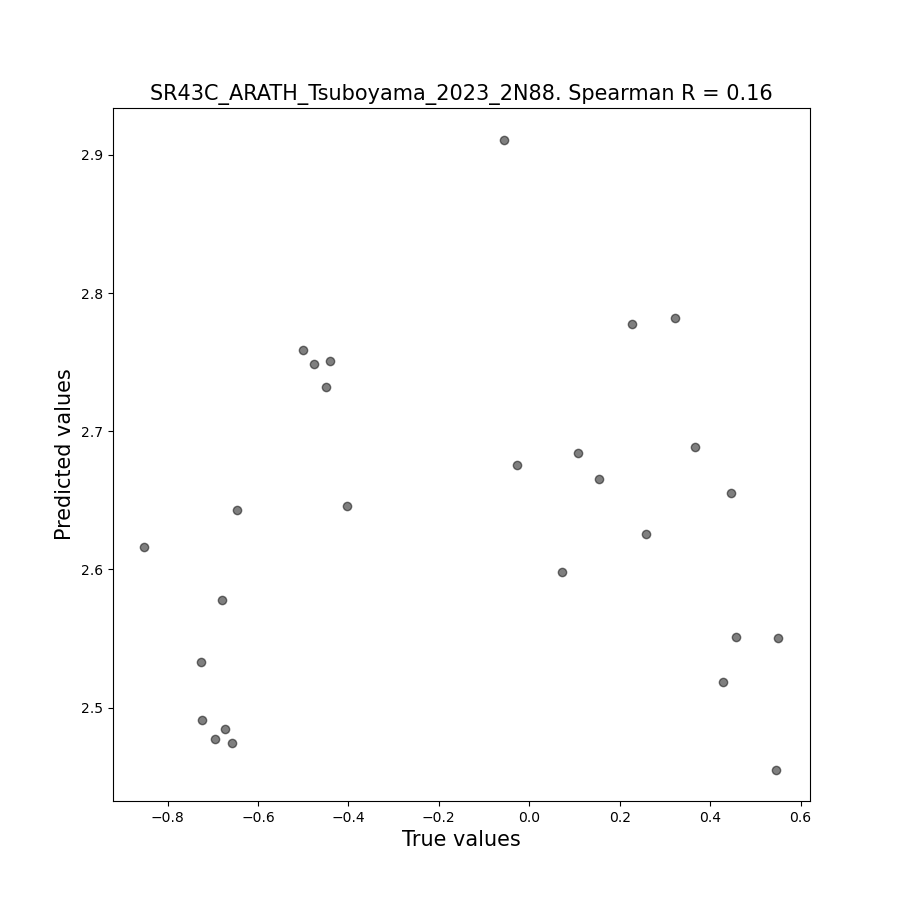 SR43C_ARATH_Tsuboyama_2023_2N88. Spearman R = 0.16
2.9
2.8
2.7
2.6
2.5
Predicted values
−0.8 −0.6 −0.4 −0.2 0.0 0.2 0.4 0.6
True values